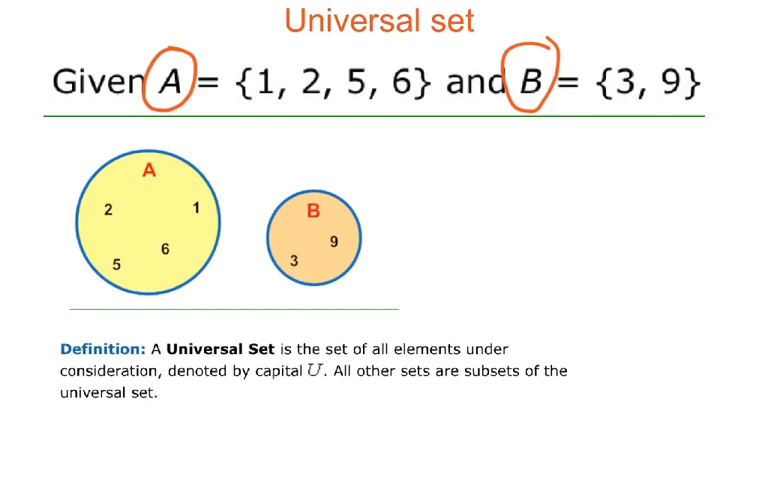 Universal set
Given A = {1, 2, 5, 6} and B = {3, 9}
A
2 1
6
5
B
9
3
Definition: A Universal Set is the set of all elements under
consideration, denoted by capital U. All other sets are subsets of the
universal set.